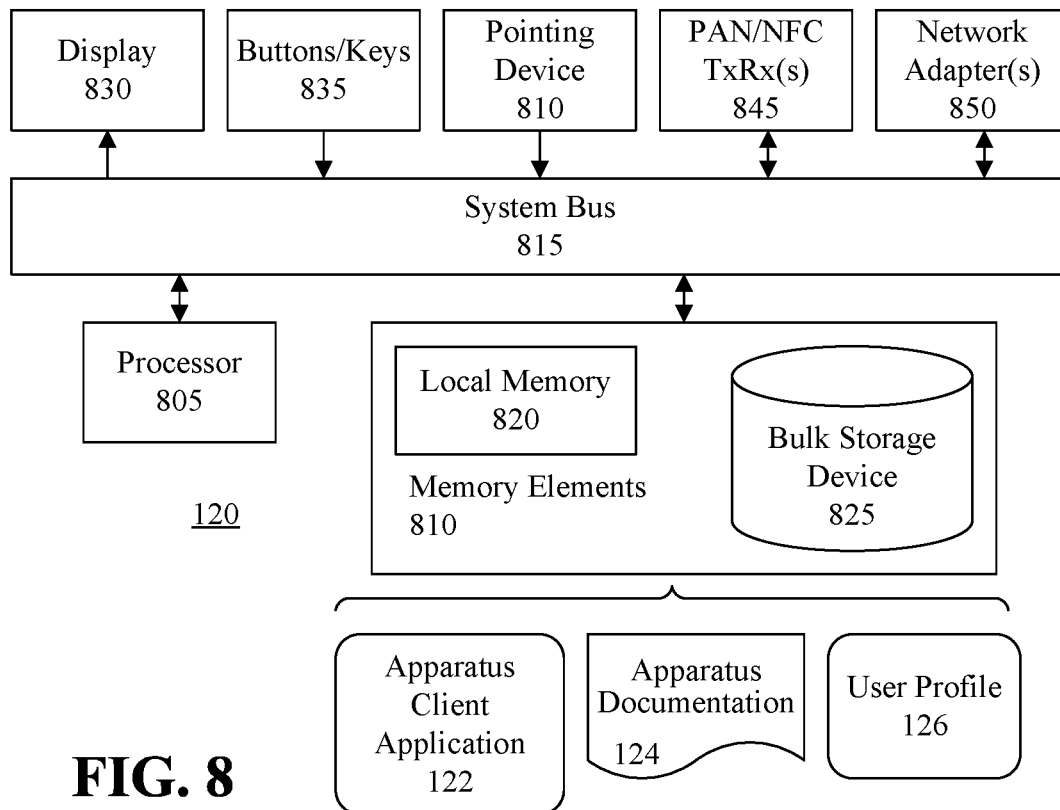 Display
830
Buttons/Keys
835
Pointing
Device
810
PAN/NFC
TxRx(s)
845
Network
Adapter(s)
850
System Bus
815
Processor
805
Local Memory
820
Memory Elements
810
Bulk Storage
Device
825
120
Apparatus
Client
Application
122
Apparatus
Documentation
124
User Profile
126
FIG. 8